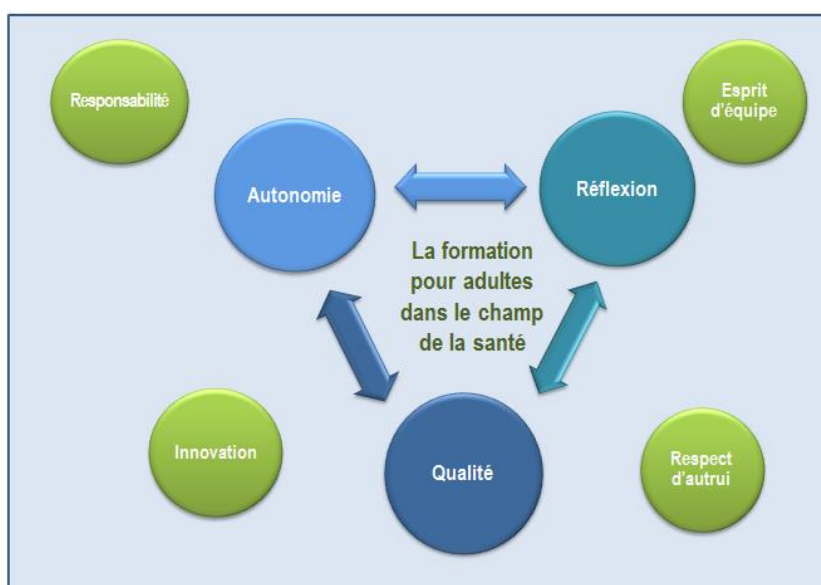 Responsabilité
Esprit
d'équipe
Autonomie
Réflexion
La formation
pour adultes
dans le champ
de la santé
Innovation
Qualité
Respect
d'autrui